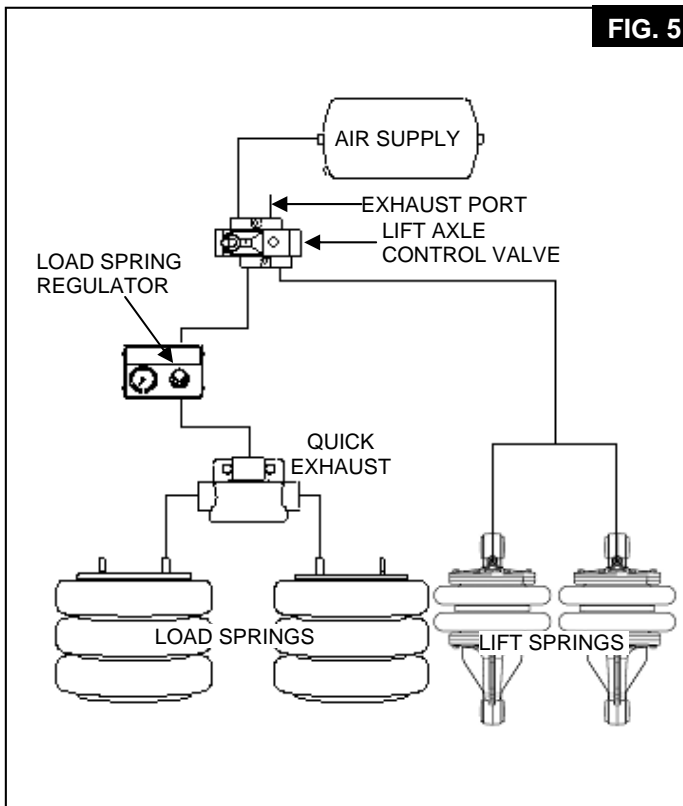 FIG. 5
AIR SUPPLY
EXHAUST PORT
LIFT AXLE
CONTROL VALVE
LOAD SPRING
REGULATOR
QUICK
EXHAUST
LOAD SPRINGS
LIFT SPRINGS